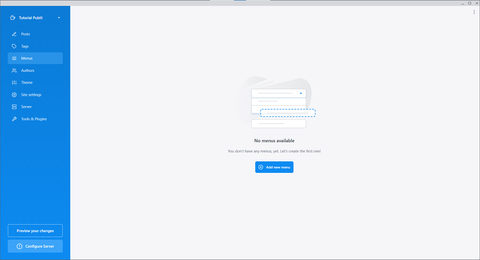 Tutorial Publii
Posts
Tags
Menus
Authors
Theme
Site settings
Server
Tools & Plugins
Preview your changes
Configure Server
No menus available
You don't have any menus, yet. Let's create the first one!
Add new menu